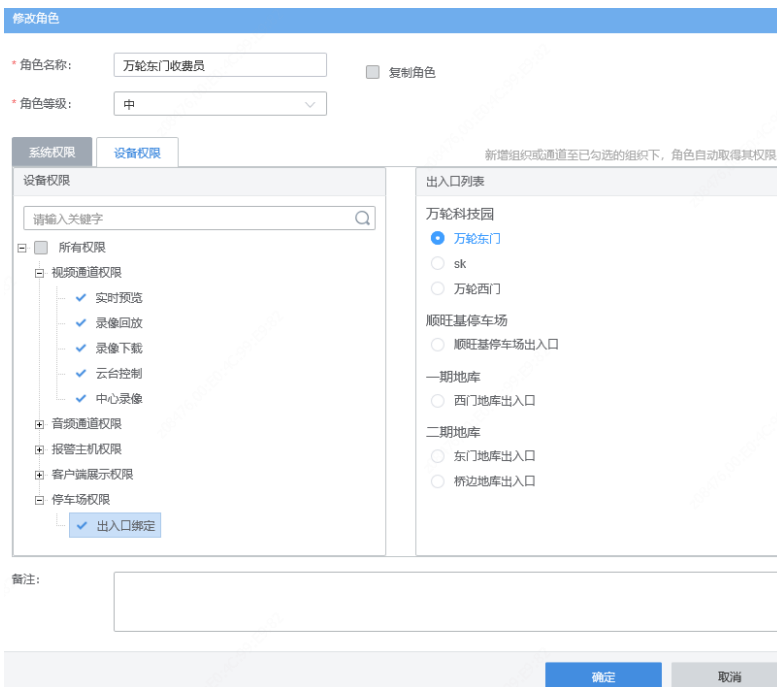 修改角色
* 角色名称: 万轮东门收费员 复制角色
* 角色等级: 中
系统权限 设备权限 新增组织或通道至已勾选的组织下，角色自动取得其权限
设备权限
请输入关键字
所有权限
视频通道权限
实时预览
录像回放
录像下载
云台控制
中心录像
音频通道权限
报警主机权限
客户端展示权限
停车场权限
出入口绑定
出入口列表
万轮科技园
万轮东门
sk
万轮西门
顺旺基停车场
顺旺基停车场出入口
一期地库
西门地库出入口
二期地库
东门地库出入口
桥边地库出入口
备注:
确定 取消